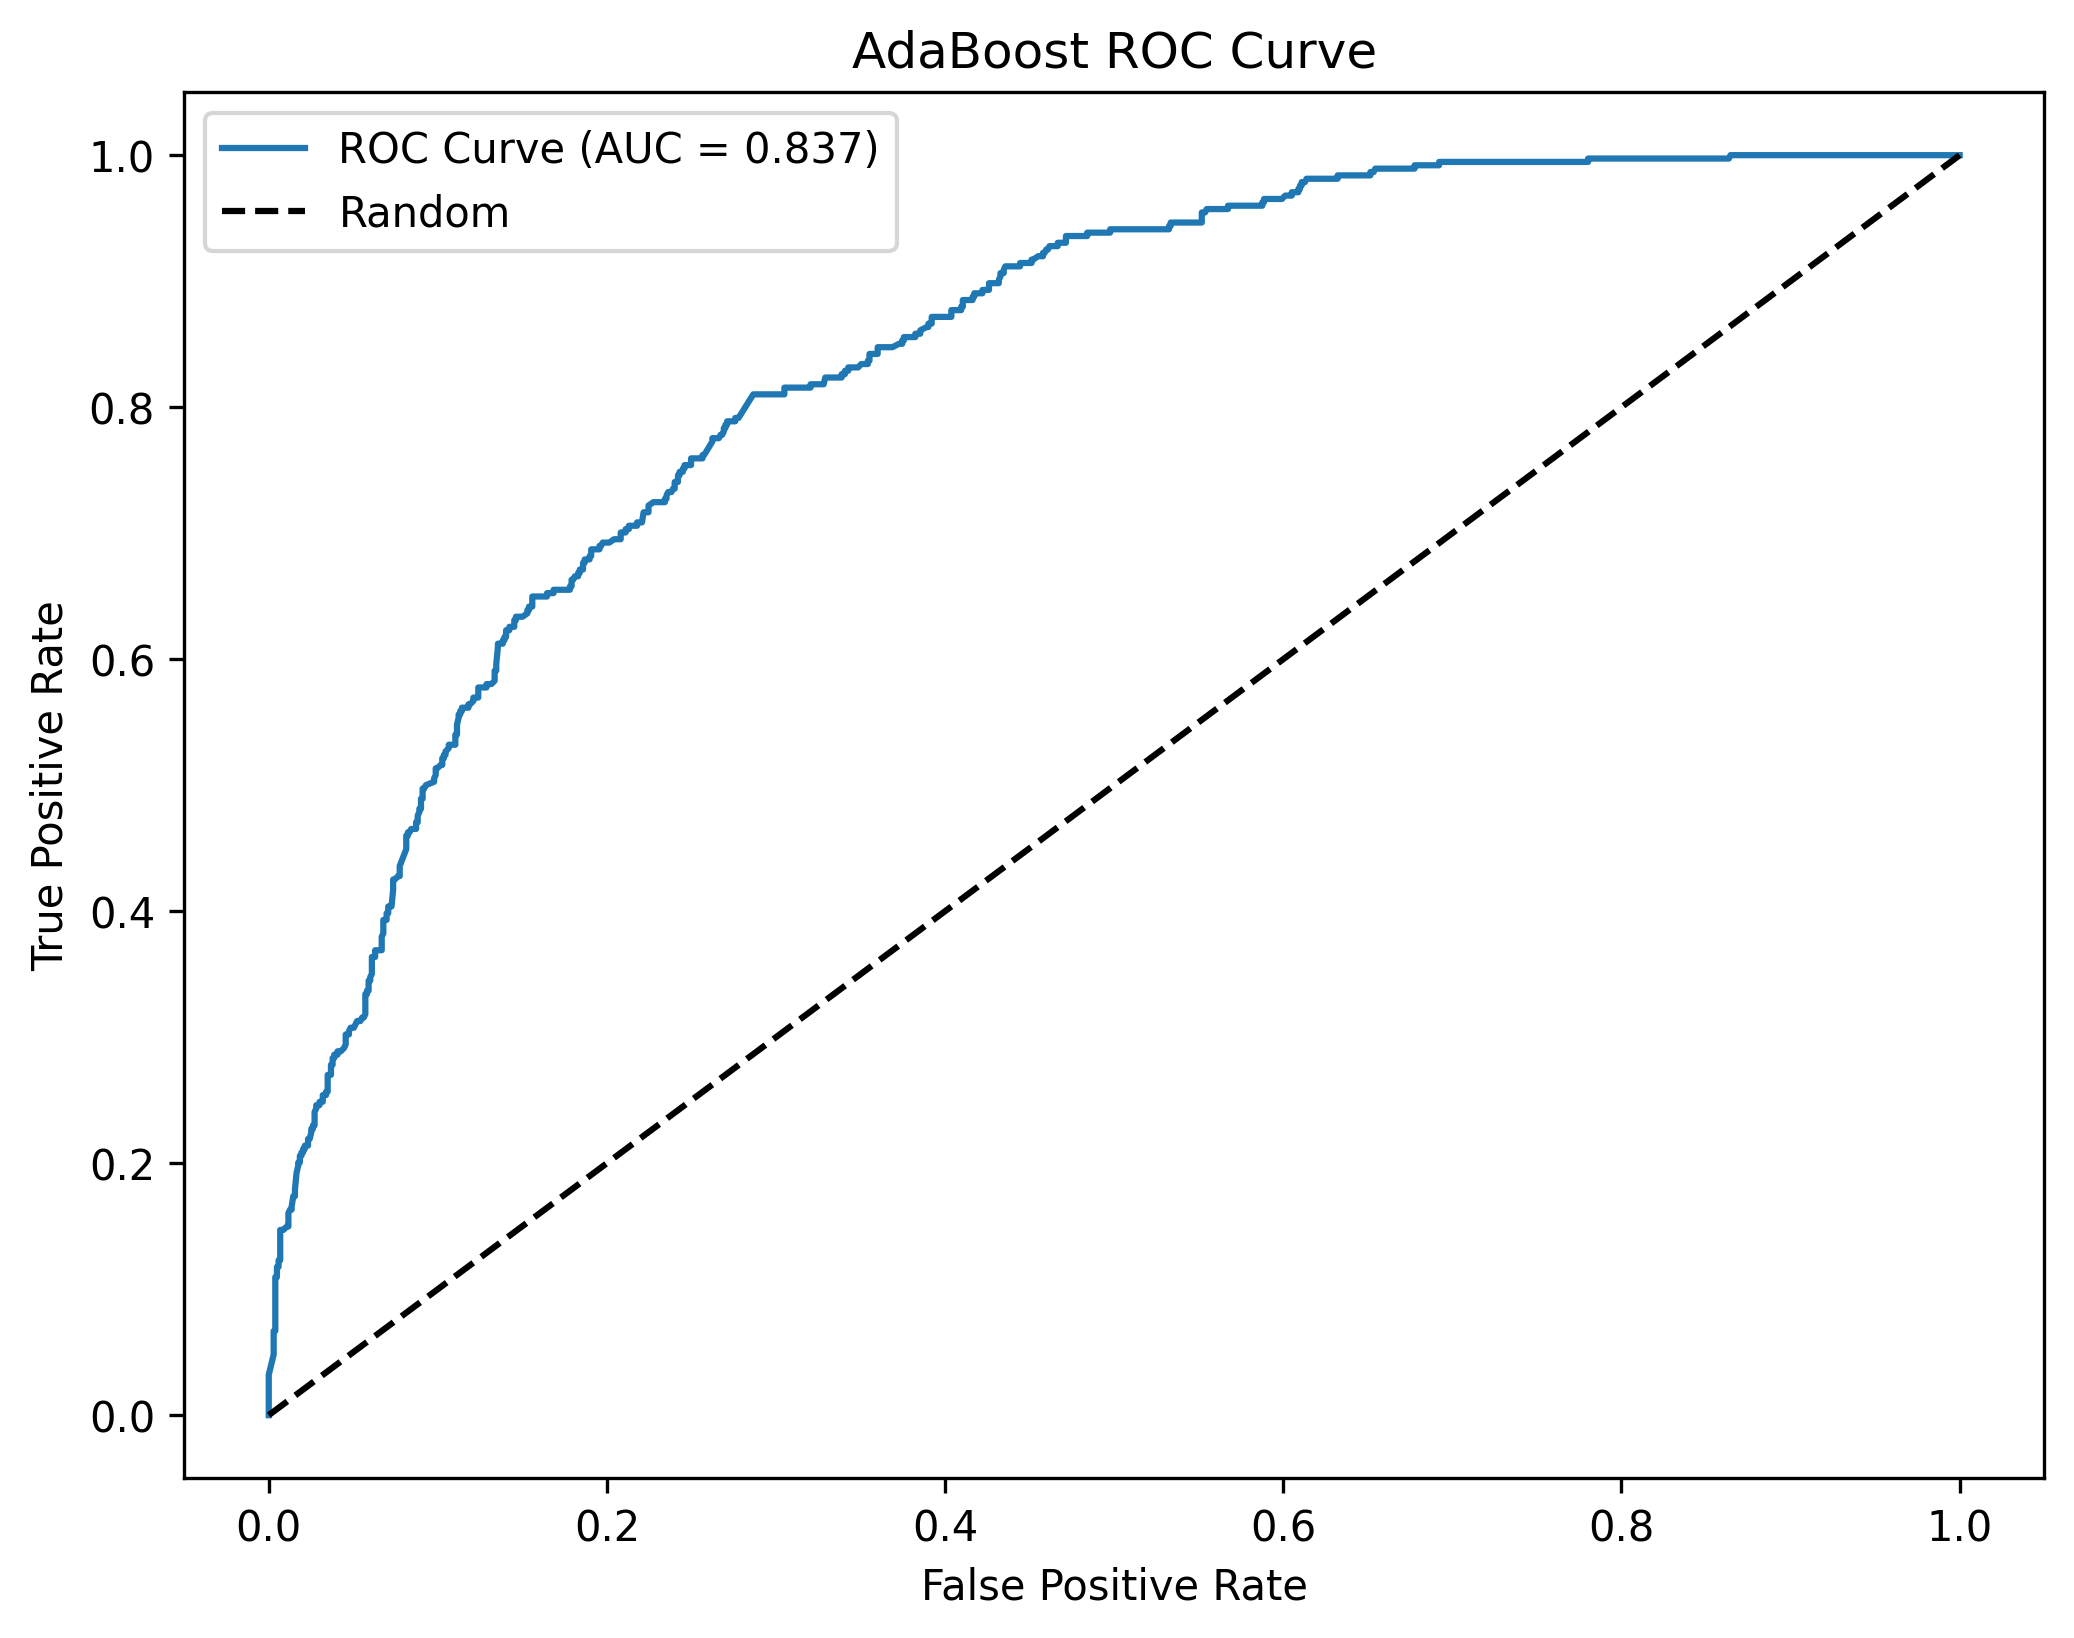 AdaBoost ROC Curve
ROC Curve (AUC = 0.837)
Random
1.0
0.8
0.6
0.4
0.2
0.0
True Positive Rate
0.0 0.2 0.4 0.6 0.8 1.0
False Positive Rate